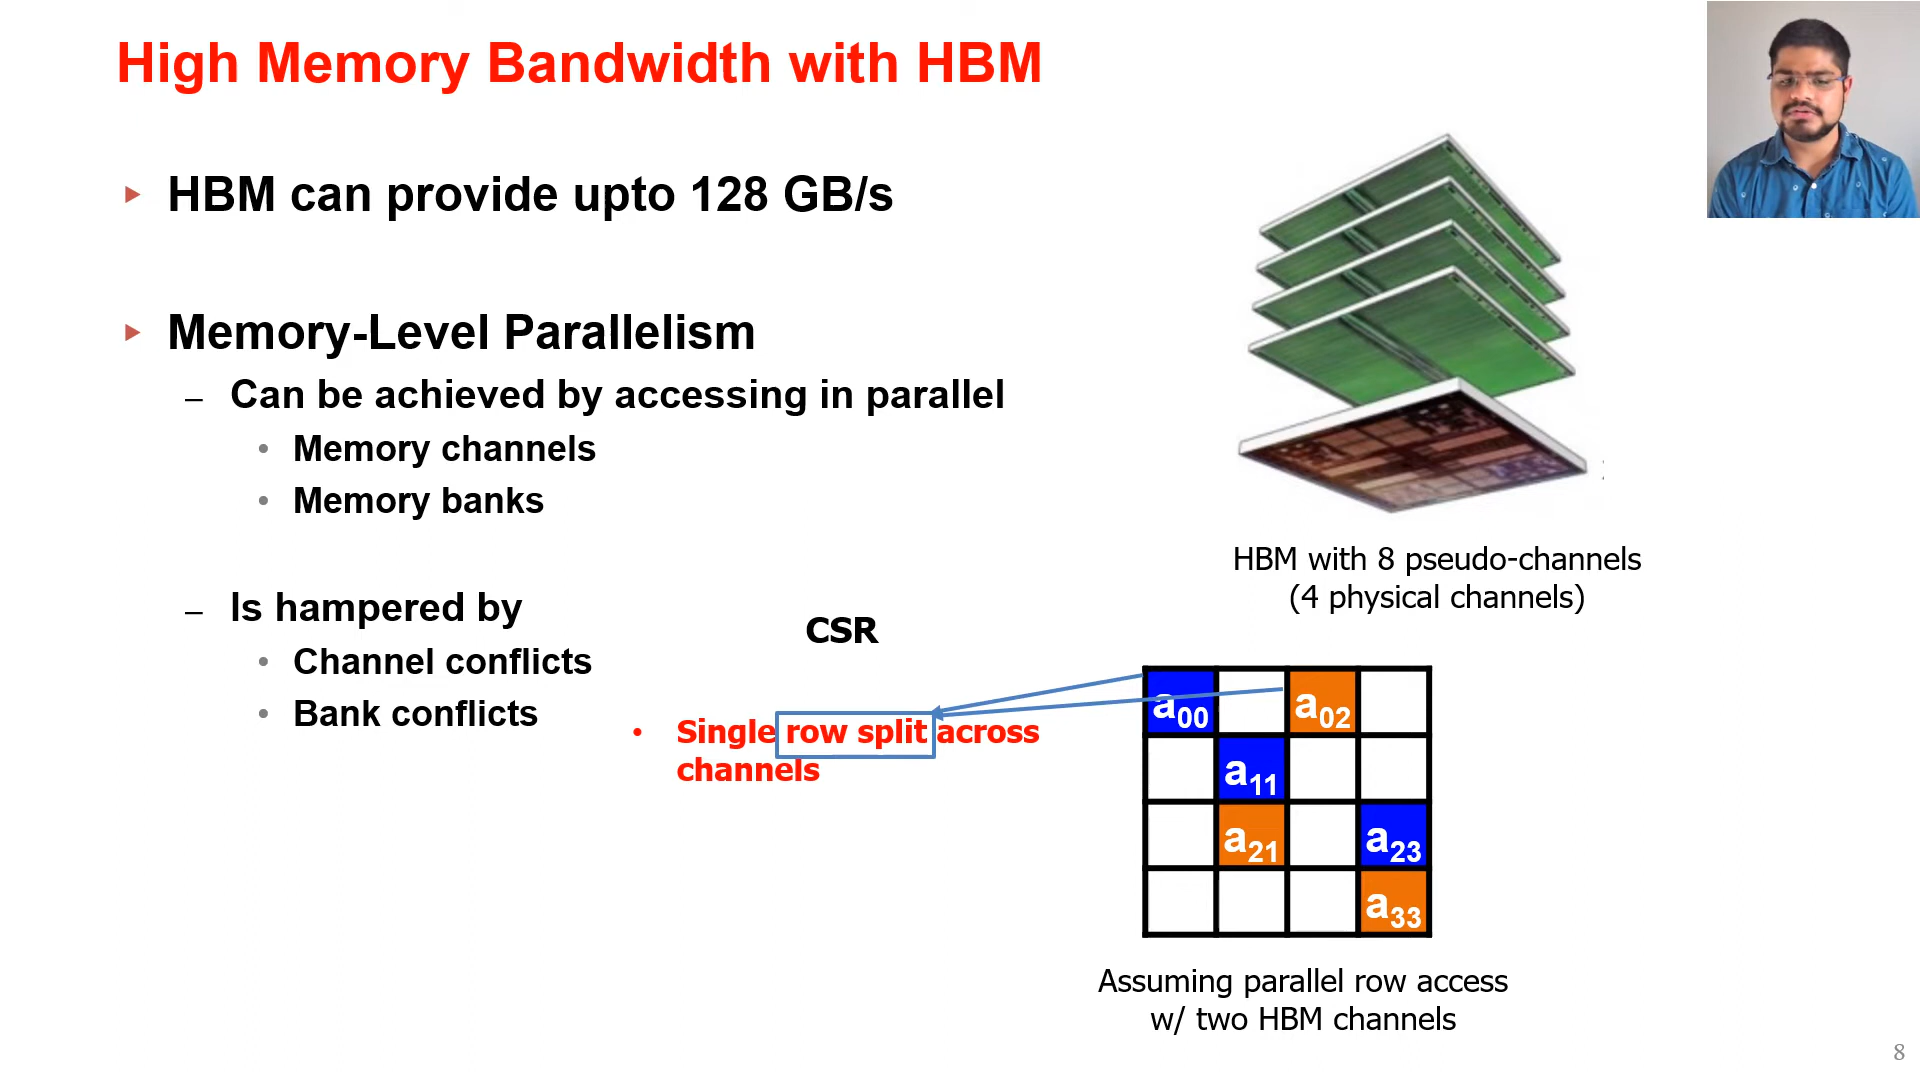 High Memory Bandwidth with HBM
▸ HBM can provide upto 128 GB/s
▸ Memory-Level Parallelism
– Can be achieved by accessing in parallel
• Memory channels
• Memory banks
– Is hampered by
• Channel conflicts
• Bank conflicts
CSR
• Single row split across
channels
HBM with 8 pseudo-channels
(4 physical channels)
a00 a02
a11
a21 a23
a33
Assuming parallel row access
w/ two HBM channels
8